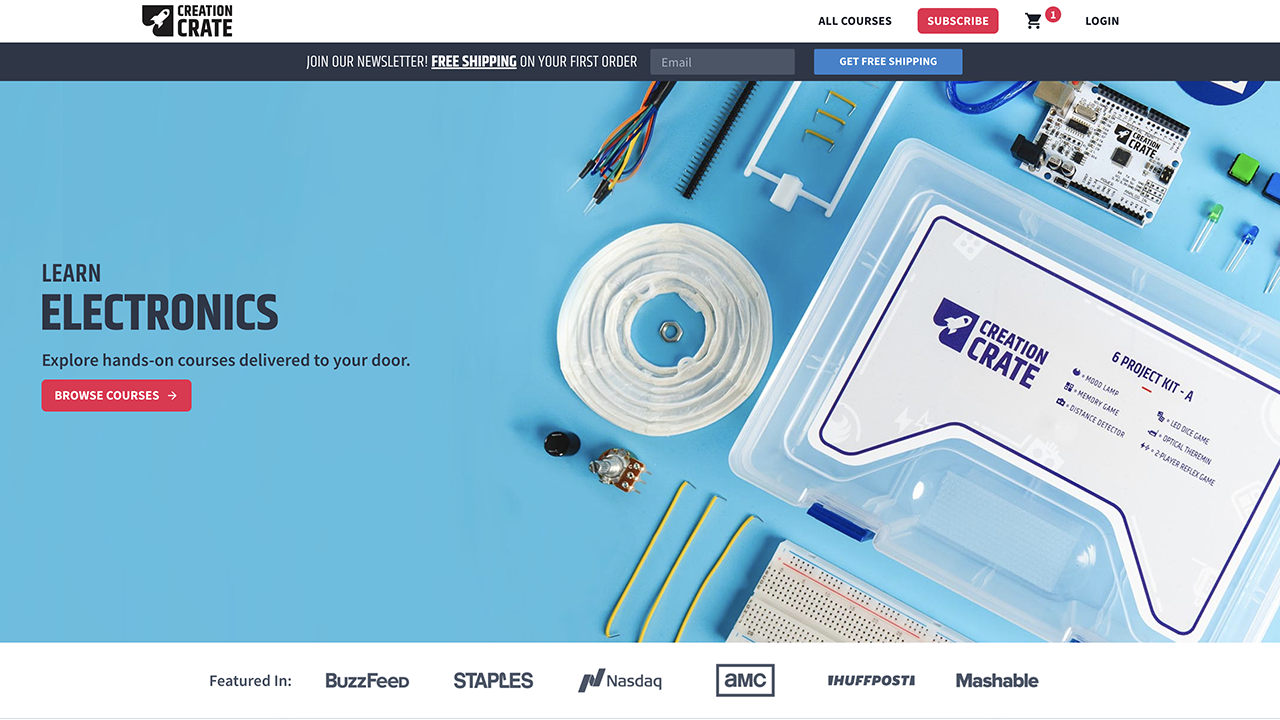 CREATION
CRATE
ALL COURSES
SUBSCRIBE
1
LOGIN
JOIN OUR NEWSLETTER! FREE SHIPPING ON YOUR FIRST ORDER
Email
GET FREE SHIPPING
CREATION
CRATE
LEARN
ELECTRONICS
Explore hands-on courses delivered to your door.
BROWSE COURSES →
CREATION
CRATE
6 PROJECT KIT - A
= MOOD LAMP
= MEMORY GAME
= DISTANCE DETECTOR
= LED DICE GAME
= OPTICAL THEREMIN
= 2-PLAYER REFLEX GAME
Featured In:
BuzzFeed
STAPLES
Nasdaq
aMC
IHUFFPOSTI
Mashable